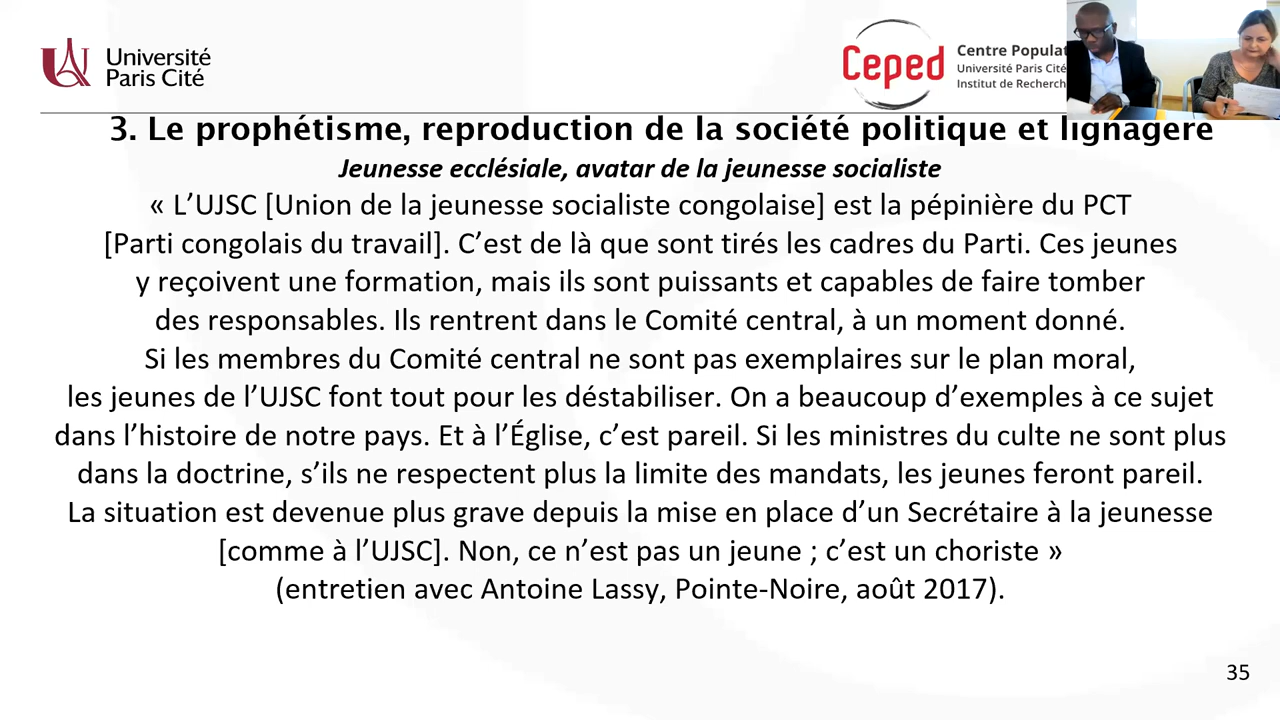 Université
Paris Cité
Ceped
Centre
Université Paris Cité
Institut de
3. Le prophétisme, reproduction de la société politique et lignagère
Jeunesse ecclésiale, avatar de la jeunesse socialiste
« L’UJSC [Union de la jeunesse socialiste congolaise] est la pépinière du PCT
[Parti congolais du travail]. C’est de là que sont tirés les cadres du Parti. Ces jeunes
y reçoivent une formation, mais ils sont puissants et capables de faire tomber
des responsables. Ils rentrent dans le Comité central, à un moment donné.
Si les membres du Comité central ne sont pas exemplaires sur le plan moral,
les jeunes de l’UJSC font tout pour les déstabiliser. On a beaucoup d’exemples à ce sujet
dans l’histoire de notre pays. Et à l’Église, c’est pareil. Si les ministres du culte ne sont plus
dans la doctrine, s’ils ne respectent plus la limite des mandats, les jeunes feront pareil.
La situation est devenue plus grave depuis la mise en place d’un Secrétaire à la jeunesse
[comme à l’UJSC]. Non, ce n’est pas un jeune ; c’est un choriste »
(entretien avec Antoine Lassy, Pointe-Noire, août 2017).
35